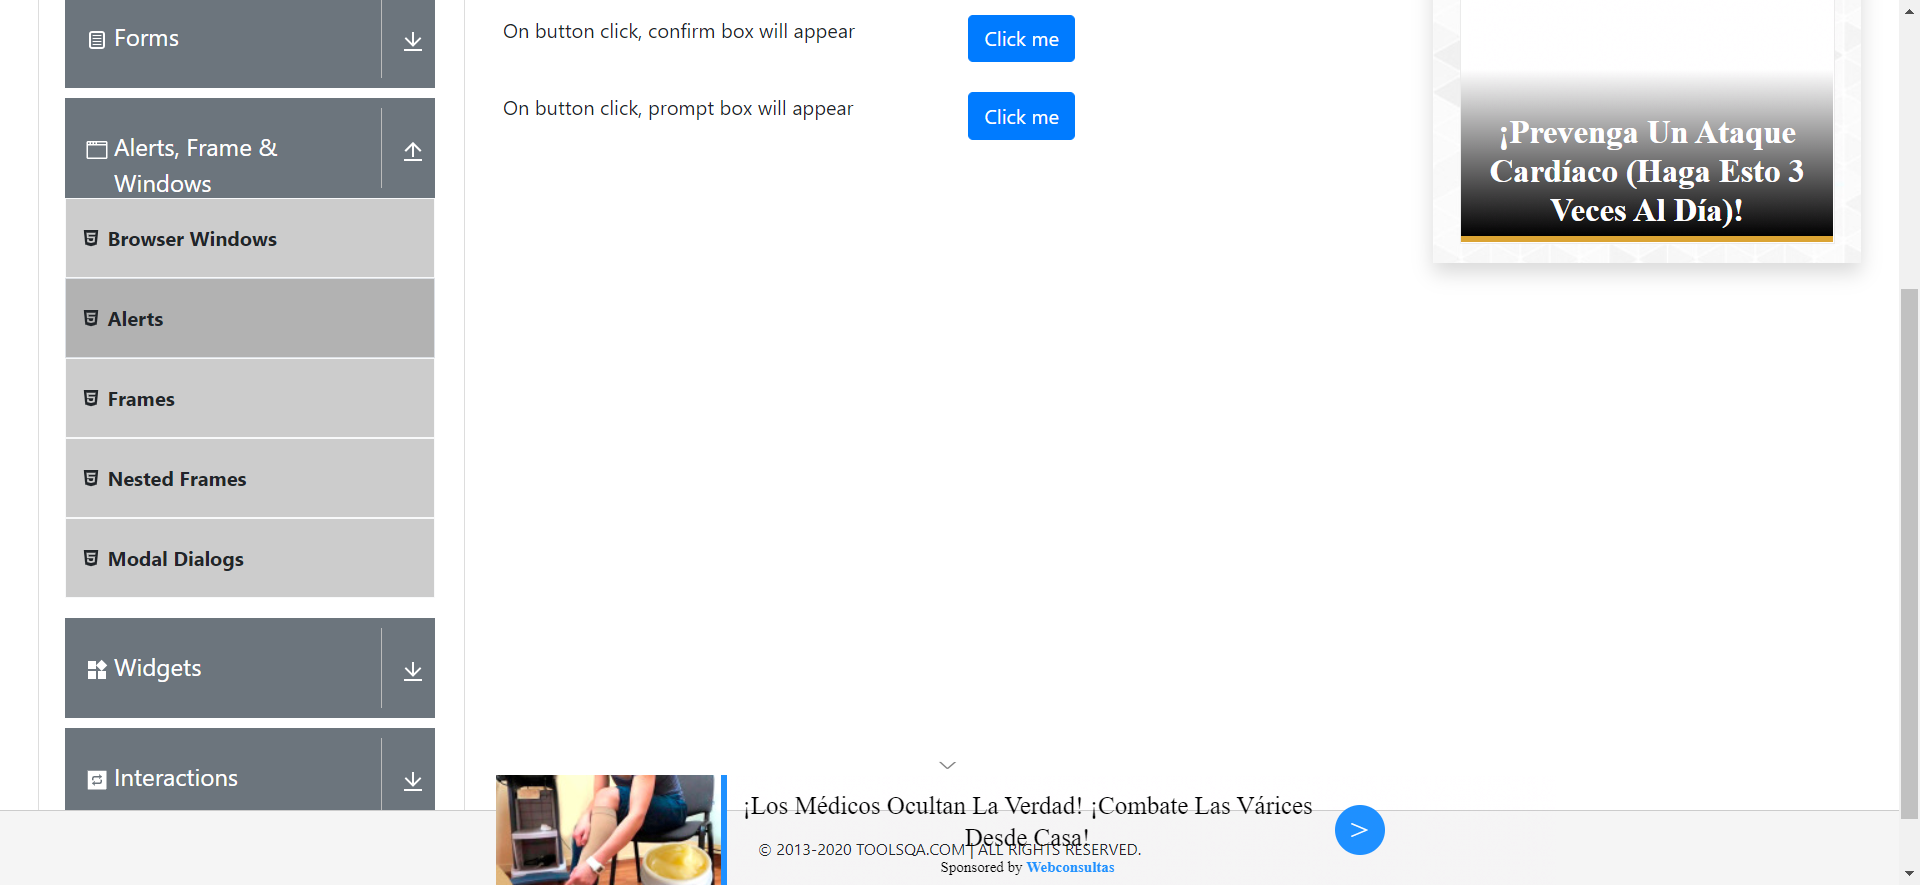 Forms
Alerts, Frame &
Windows
Browser Windows
Alerts
Frames
Nested Frames
Modal Dialogs
Widgets
Interactions
On button click, confirm box will appear
Click me
On button click, prompt box will appear
Click me
¡Prevenga Un Ataque
Cardíaco (Haga Esto 3
Veces Al Día)!
¡Los Médicos Ocultan La Verdad! ¡Combate Las Várices
Desde Casa!
© 2013-2020 TOOLSQA.COM | ALL RIGHTS RESERVED.
Sponsored by Webconsultas
>